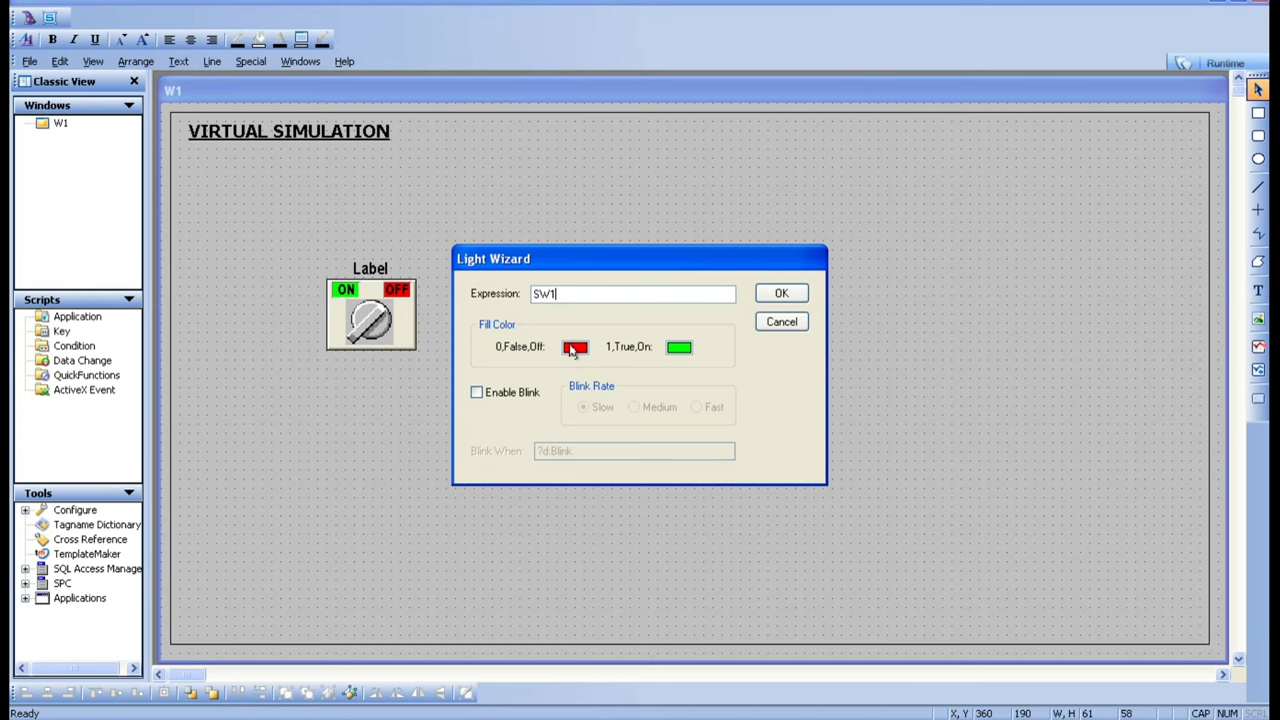 B I U
File Edit View Arrange Text Line Special Windows Help
Runtime
Classic View
W1
Windows
W1
VIRTUAL SIMULATION
Label
ON OFF
Light Wizard
Expression: SW1
OK
Fill Color
Cancel
0,False,Off: 1,True,On:
Enable Blink
Blink Rate
Slow Medium Fast
Blink When: ?d:Blink
Scripts
Application
Key
Condition
Data Change
QuickFunctions
ActiveX Event
Tools
Configure
Tagname Dictionary
Cross Reference
TemplateMaker
SQL Access Manage
SPC
Applications
Ready
X, Y 360 190 W, H 61 58 CAP NUM SCRL